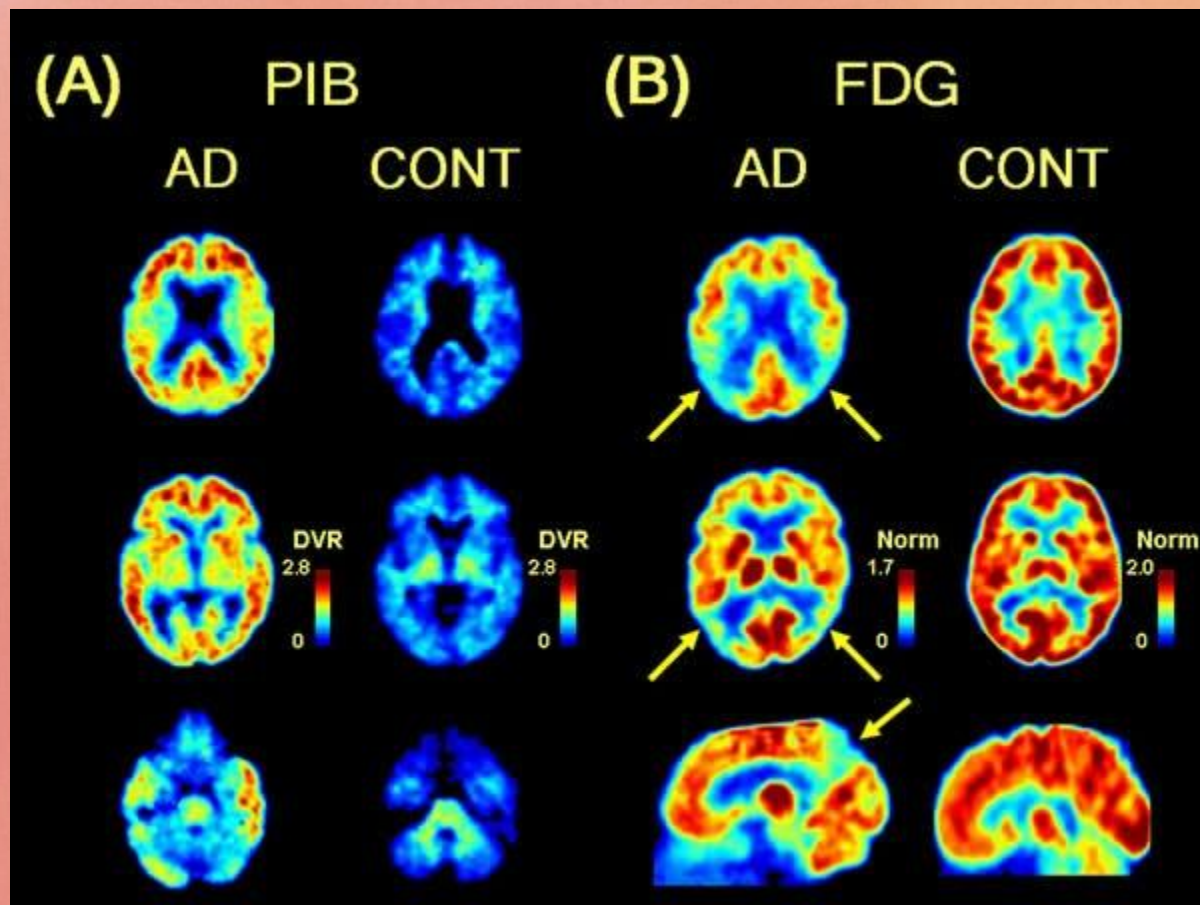 (A) PIB
(B) FDG
AD CONT
AD CONT
DVR
2.8
0
DVR
2.8
0
Norm
1.7
0
Norm
2.0
0